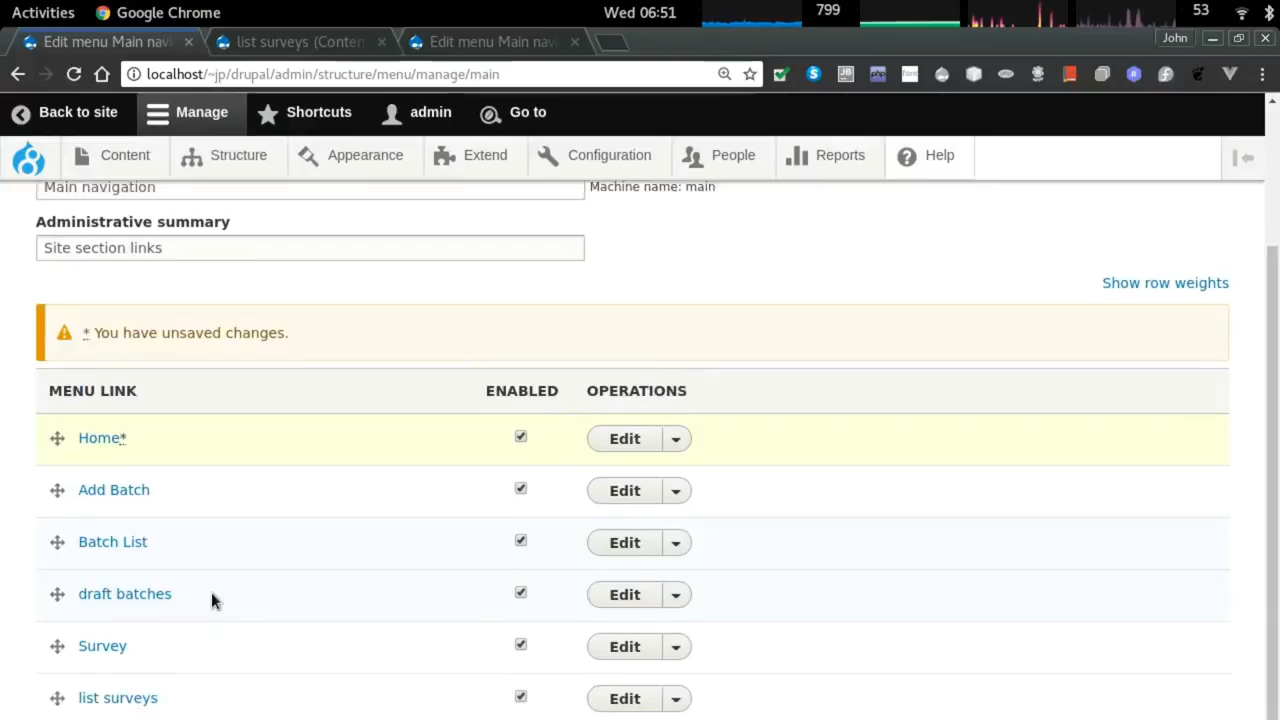 Activities Google Chrome Wed 06:51 799 53
Edit menu Main navi list surveys (Conten Edit menu Main navi John
localhost/~jp/drupal/admin/structure/menu/manage/main
Back to site Manage Shortcuts admin Go to
Content Structure Appearance Extend Configuration People Reports Help
Main navigation Machine name: main
Administrative summary
Site section links
Show row weights
* You have unsaved changes.
MENU LINK ENABLED OPERATIONS
Home* Edit
Add Batch Edit
Batch List Edit
draft batches Edit
Survey Edit
list surveys Edit